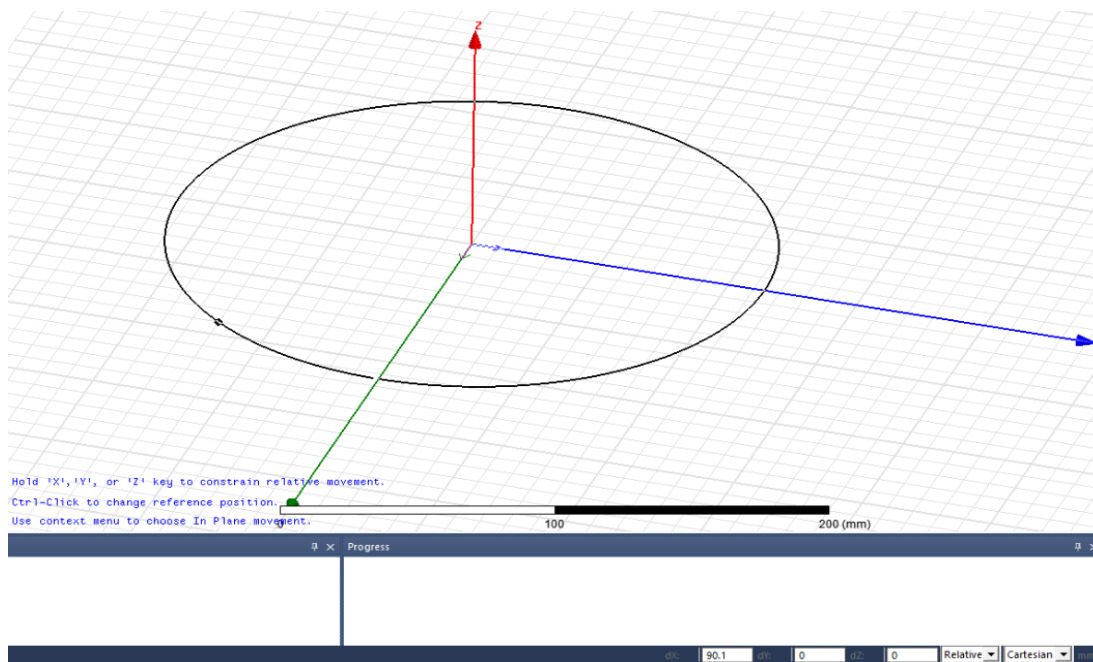 Z
Hold 'X','Y', or 'Z' key to constrain relative movement.
Ctrl-Click to change reference position.
Use context menu to choose In Plane movement.
0 100 200 (mm)
Progress
dX: 90.1 dY: 0 dZ: 0 Relative Cartesian mm